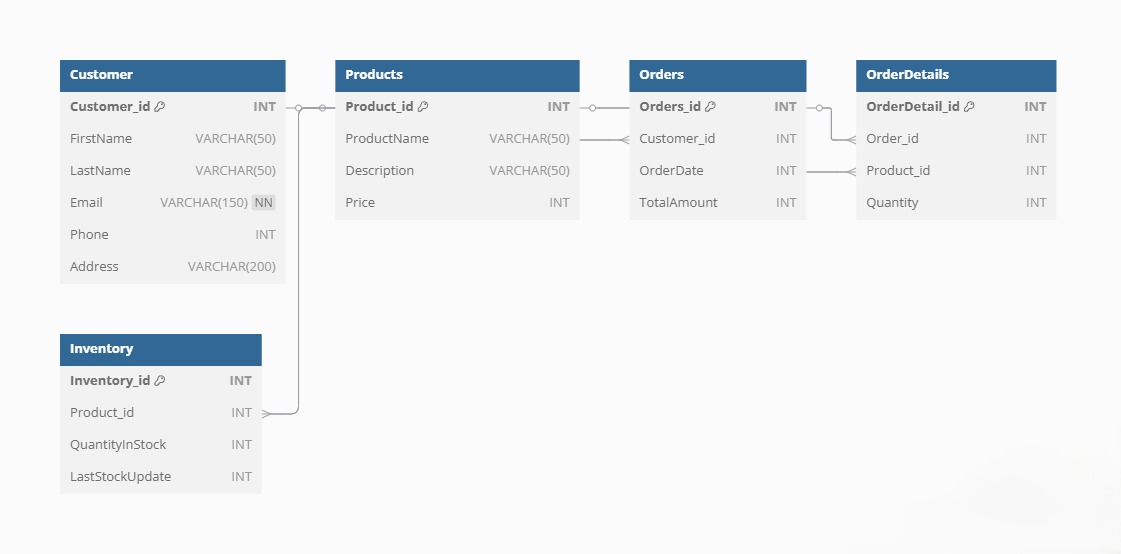 Customer
Customer_id INT
FirstName VARCHAR(50)
LastName VARCHAR(50)
Email VARCHAR(150) NN
Phone INT
Address VARCHAR(200)
Products
Product_id INT
ProductName VARCHAR(50)
Description VARCHAR(50)
Price INT
Orders
Orders_id INT
Customer_id INT
OrderDate INT
TotalAmount INT
OrderDetails
OrderDetail_id INT
Order_id INT
Product_id INT
Quantity INT
Inventory
Inventory_id INT
Product_id INT
QuantityInStock INT
LastStockUpdate INT